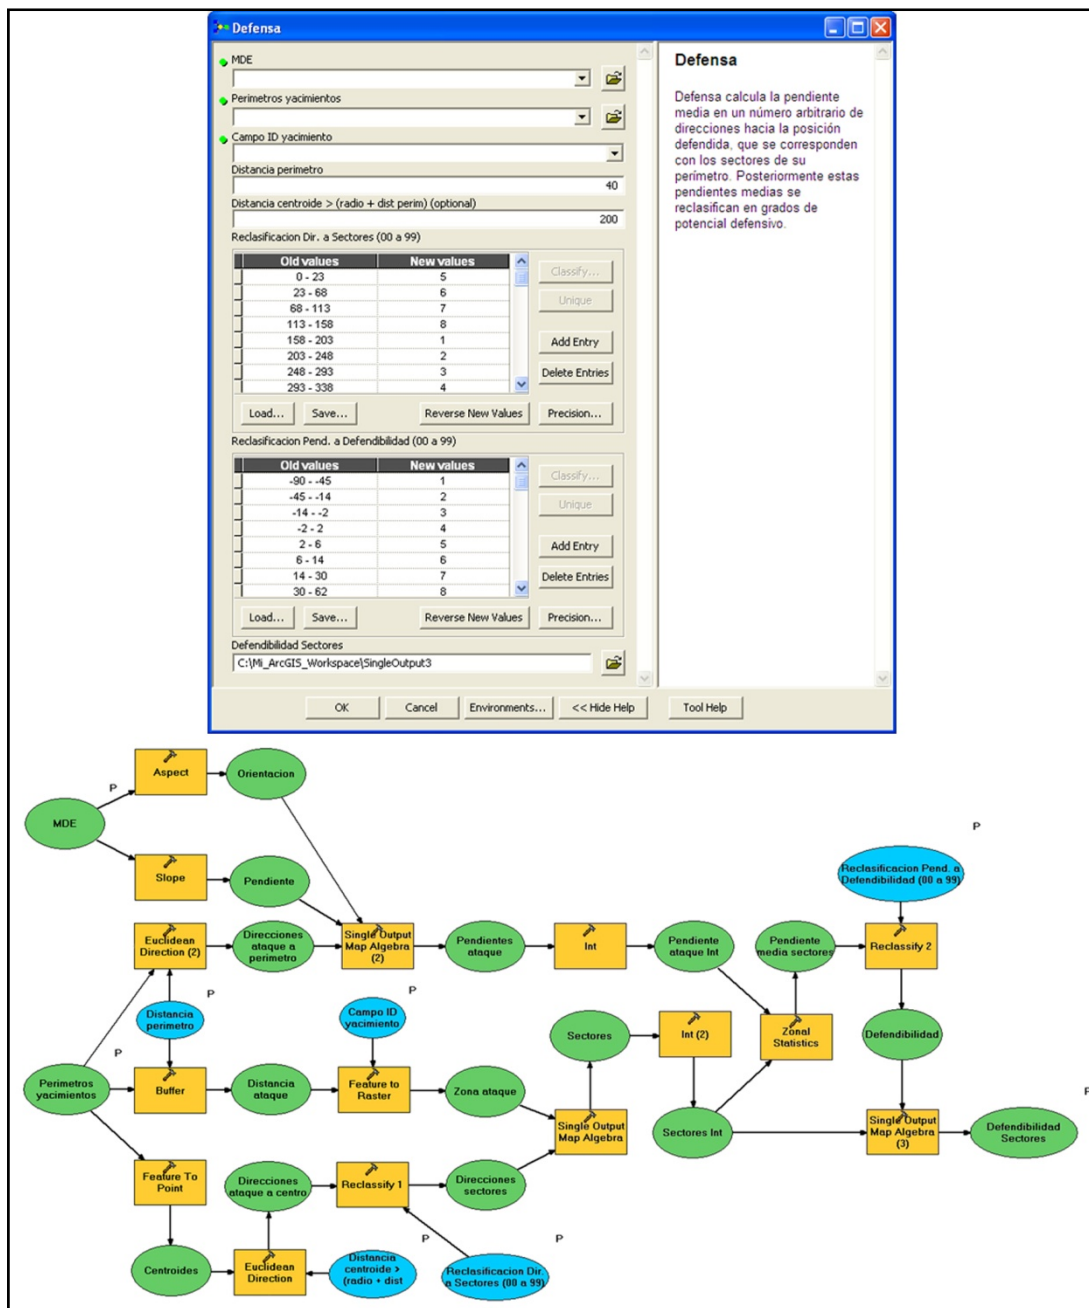 Defensa
MDE
Perimetros yacimientos
Campo ID yacimiento
Distancia perimetro
40
Distancia centroide > (radio + dist perim) (optional)
200
Reclasificacion Dir. a Sectores (00 a 99)
Old values New values
0 - 23 5
23 - 68 6
68 - 113 7
113 - 158 8
158 - 203 1
203 - 248 2
248 - 293 3
293 - 338 4
Classify...
Unique
Add Entry
Delete Entries
Load... Save... Reverse New Values Precision...
Reclasificacion Pend. a Defendibilidad (00 a 99)
Old values New values
-90 - -45 1
-45 - -14 2
-14 - -2 3
-2 - 2 4
2 - 6 5
6 - 14 6
14 - 30 7
30 - 62 8
Classify...
Unique
Add Entry
Delete Entries
Load... Save... Reverse New Values Precision...
Defendibilidad Sectores
C:\Mi_ArcGIS_Workspace\SingleOutput3
OK Cancel Environments... << Hide Help Tool Help
Defensa
Defensa calcula la pendiente
media en un número arbitrario de
direcciones hacia la posición
defendida, que se corresponden
con los sectores de su
perímetro. Posteriormente estas
pendientes medias se
reclasifican en grados de
potencial defensivo.
Aspect
Orientacion
P
MDE
P
Slope
Pendiente
Reclasificacion Pend. a
Defendibilidad (00 a 99)
Euclidean
Direction (2)
Direcciones
ataque a
perimetro
Single Output
Map Algebra
(2)
Pendientes
ataque
Int
Pendiente
ataque Int
Pendiente
media sectores
Reclassify 2
P
P
Distancia
perimetro
Campo ID
yacimiento
Sectores
Int (2)
Zonal
Statistics
Defendibilidad
P
Perimetros
yacimientos
Buffer
Distancia
ataque
Feature to
Raster
Zona ataque
P
Single Output
Map Algebra
Sectores Int
Single Output
Map Algebra
(3)
Defendibilidad
Sectores
Feature To
Point
Direcciones
ataque a centro
Reclassify 1
Direcciones
sectores
P
P
Centroides
Euclidean
Direction
Distancia
centroide >
(radio + dist
Reclasificacion Dir.
a Sectores (00 a 99)